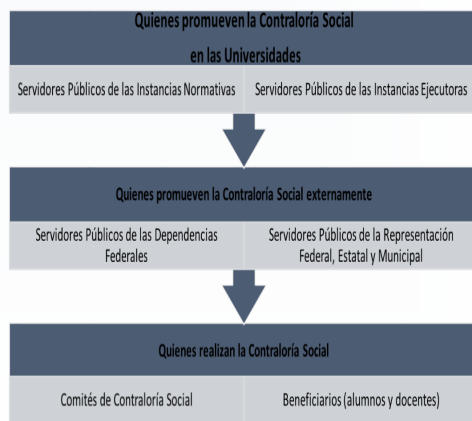 Quienes promueven la Contraloría Social
en las Universidades
Servidores Públicos de las Instancias Normativas
Servidores Públicos de las Instancias Ejecutoras
Quienes promueven la Contraloría Social externamente
Servidores Públicos de las Dependencias
Federales
Servidores Públicos de la Representación
Federal, Estatal y Municipal
Quienes realizan la Contraloría Social
Comités de Contraloría Social
Beneficiarios (alumnos y docentes)